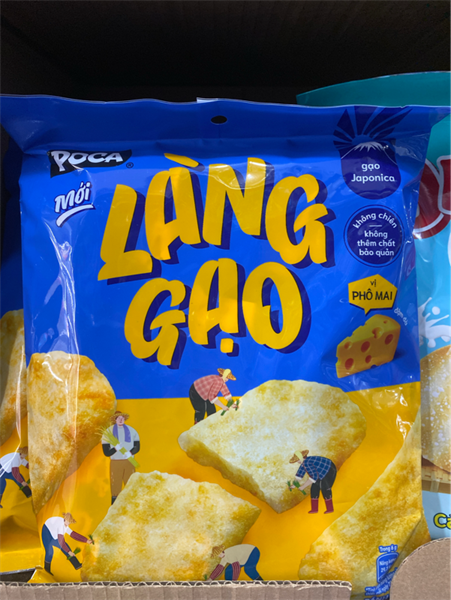 POCA
Mới
LÀNG
GẠO
gạo
Japonica
không chiên
không
thêm chất
bảo quản
vị
PHÔ MAI